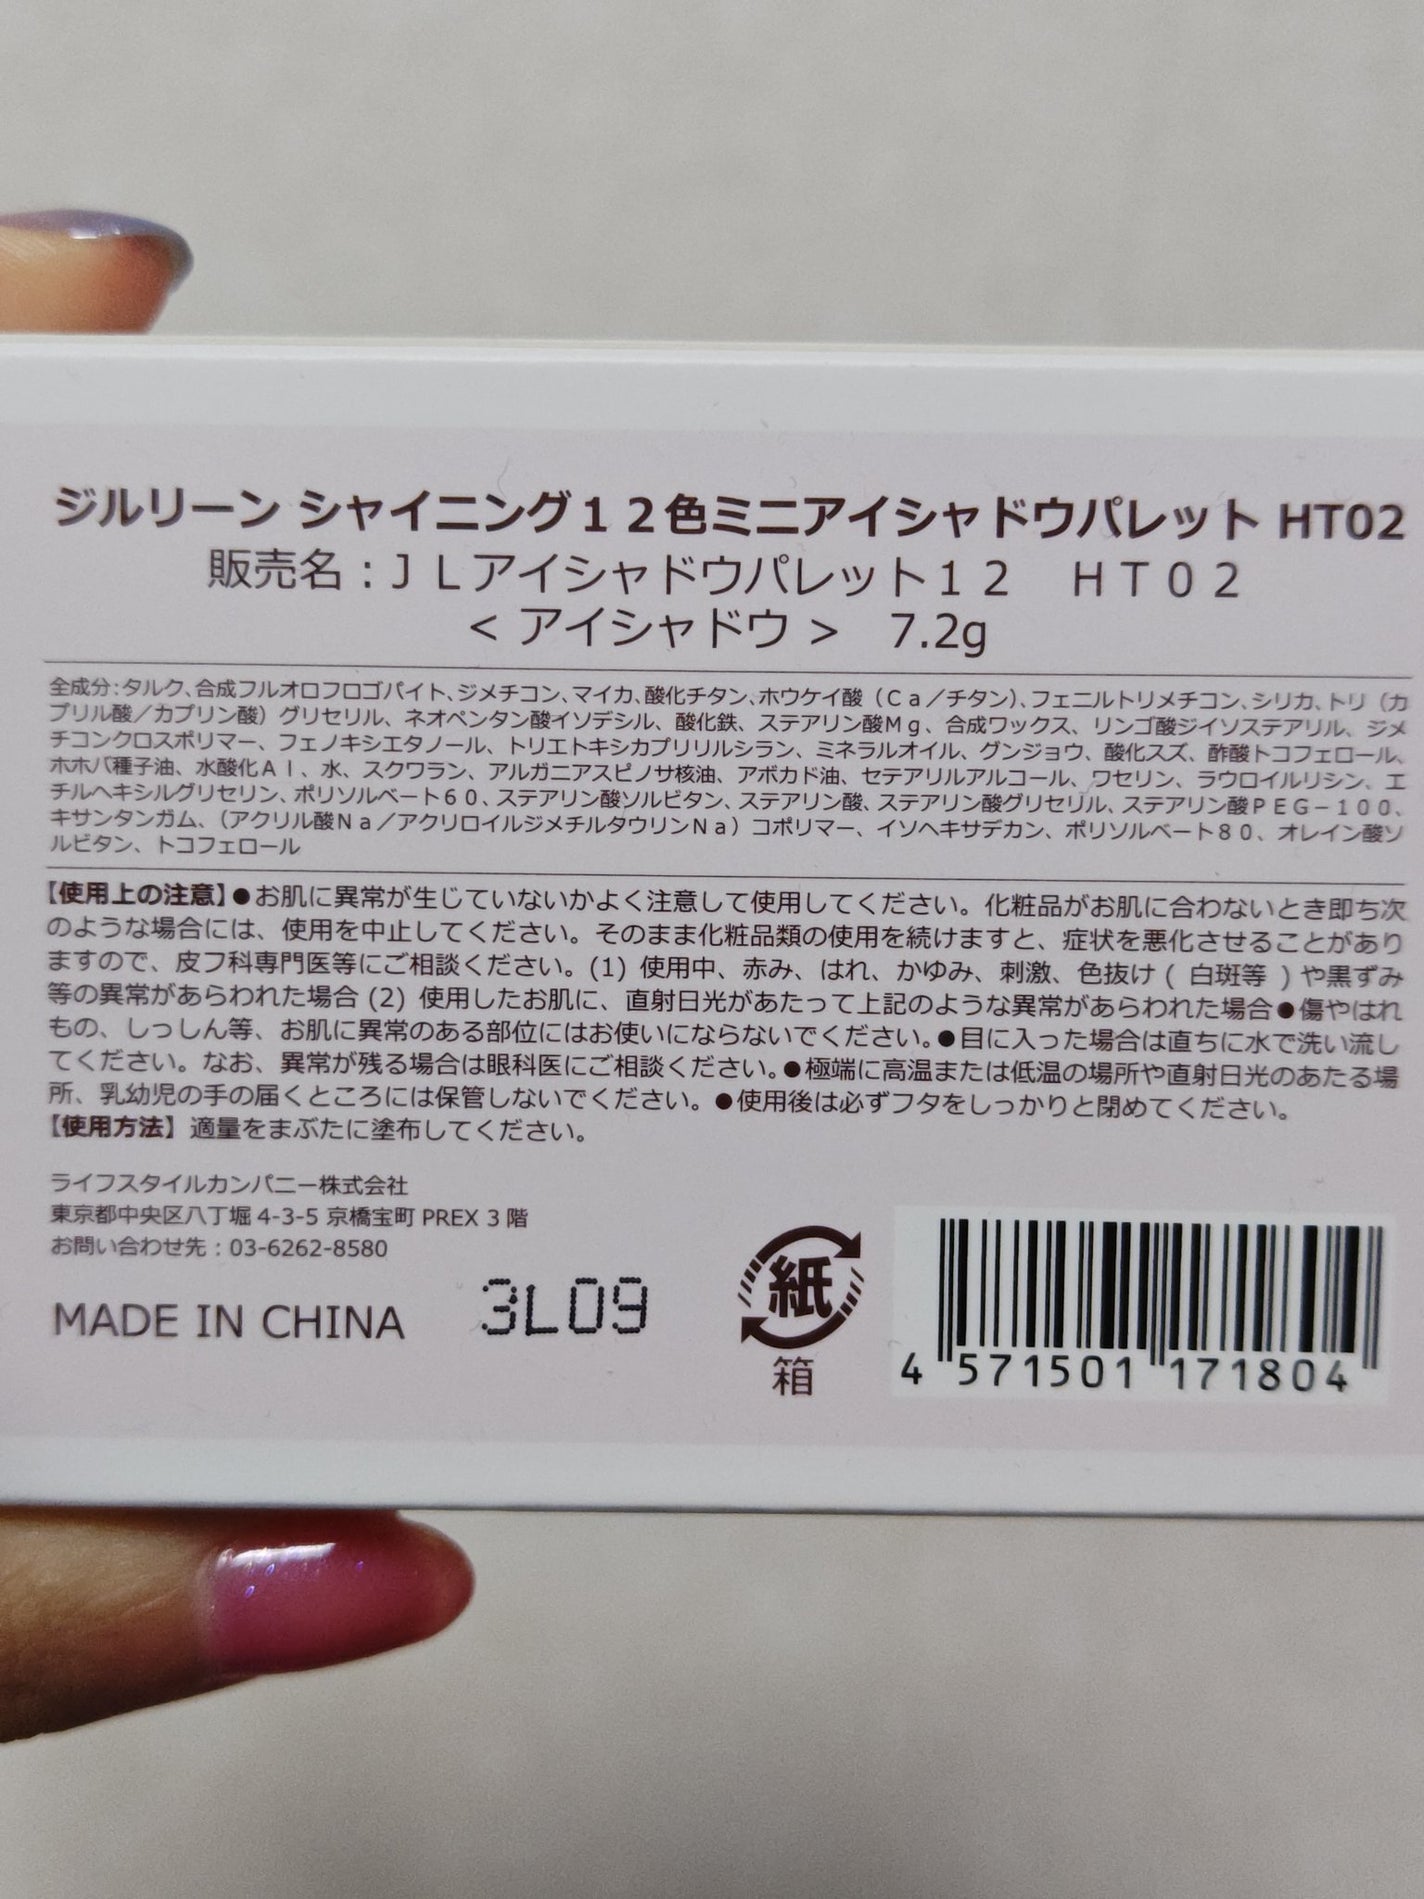 ジルリーン シャイニング１２色ミニアイシャドウパレット HT02
販売名：ＪＬアイシャドウパレット１２　ＨＴ０２
< アイシャドウ >　7.2g
全成分：タルク、合成フルオロフロゴパイト、ジメチコン、マイカ、酸化チタン、ホウケイ酸（Ｃａ／チタン）、フェニルトリメチコン、シリカ、トリ（カ
プリル酸／カプリン酸）グリセリル、ネオペンタン酸イソデシル、酸化鉄、ステアリン酸Ｍｇ、合成ワックス、リンゴ酸ジイソステアリル、ジメ
チコンクロスポリマー、フェノキシエタノール、トリエトキシカプリリルシラン、ミネラルオイル、グンジョウ、酸化スズ、酢酸トコフェロール、
ホホバ種子油、水酸化Ａｌ、水、スクワラン、アルガニアスピノサ核油、アボカド油、セテアリルアルコール、ワセリン、ラウロイルリシン、エ
チルヘキシルグリセリン、ポリソルベート６０、ステアリン酸ソルビタン、ステアリン酸、ステアリン酸グリセリル、ステアリン酸ＰＥＧ－１００、
キサンタンガム、（アクリル酸Ｎａ／アクリロイルジメチルタウリンＮａ）コポリマー、イソヘキサデカン、ポリソルベート８０、オレイン酸ソ
ルビタン、トコフェロール
【使用上の注意】●お肌に異常が生じていないかよく注意して使用してください。化粧品がお肌に合わないとき即ち次
のような場合には、使用を中止してください。そのまま化粧品類の使用を続けますと、症状を悪化させることがあり
ますので、皮フ科専門医等にご相談ください。(1) 使用中、赤み、はれ、かゆみ、刺激、色抜け ( 白斑等 ) や黒ずみ
等の異常があらわれた場合 (2) 使用したお肌に、直射日光があたって上記のような異常があらわれた場合●傷やはれ
もの、しっしん等、お肌に異常のある部位にはお使いにならないでください。●目に入った場合は直ちに水で洗い流し
てください。なお、異常が残る場合は眼科医にご相談ください。●極端に高温または低温の場所や直射日光のあたる場
所、乳幼児の手の届くところには保管しないでください。●使用後は必ずフタをしっかりと閉めてください。
【使用方法】適量をまぶたに塗布してください。
ライフスタイルカンパニー株式会社
東京都中央区八丁堀 4-3-5 京橋宝町 PREX 3 階
お問い合わせ先：03-6262-8580
MADE IN CHINA
3L09
紙
箱
4 571501 171804